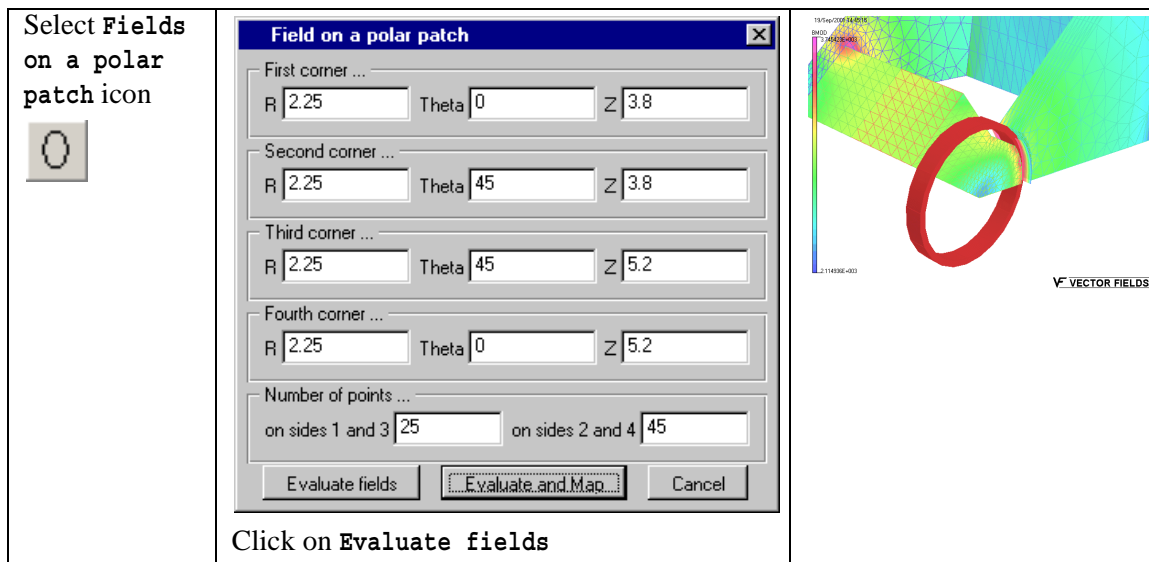 Select Fields
on a polar
patch icon
Field on a polar patch
First corner ...
R 2.25 Theta 0 Z 3.8
Second corner ...
R 2.25 Theta 45 Z 3.8
Third corner ...
R 2.25 Theta 45 Z 5.2
Fourth corner ...
R 2.25 Theta 0 Z 5.2
Number of points ...
on sides 1 and 3 25 on sides 2 and 4 45
Evaluate fields Evaluate and Map Cancel
Click on Evaluate fields
BMOD
VF VECTOR FIELDS